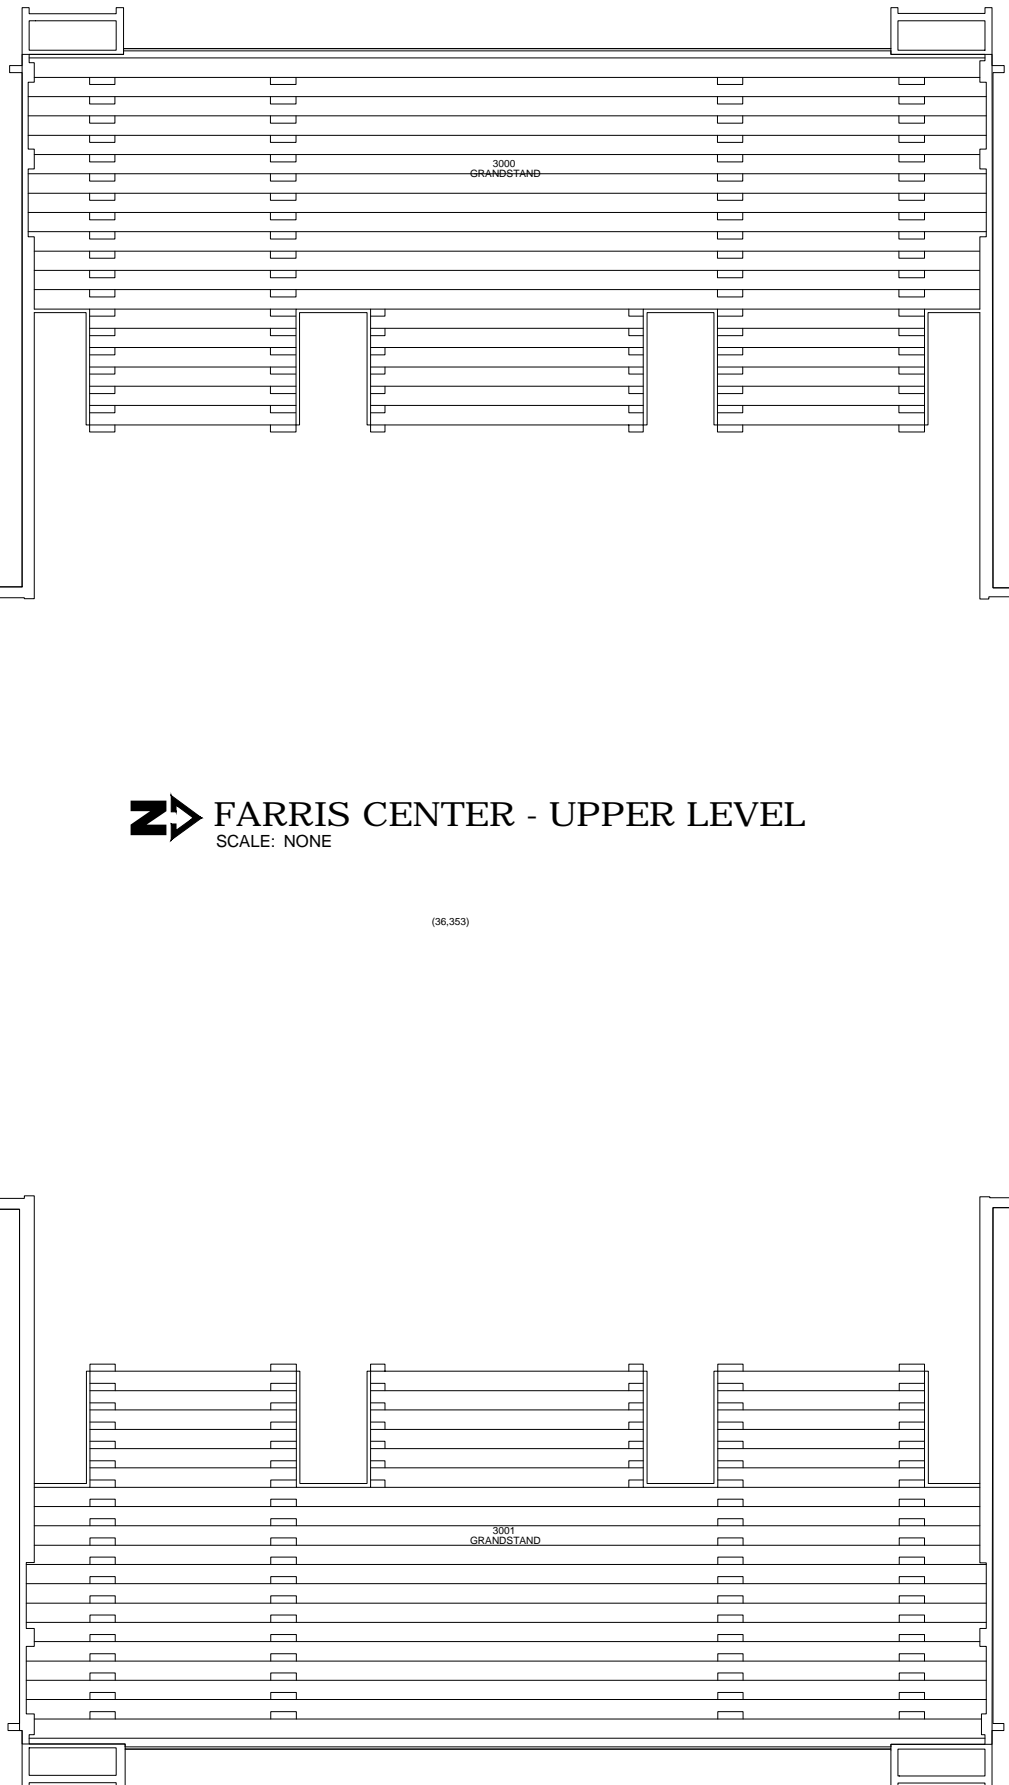 3000
GRANDSTAND
FARRIS CENTER - UPPER LEVEL
SCALE: NONE
(36,353)
3001
GRANDSTAND